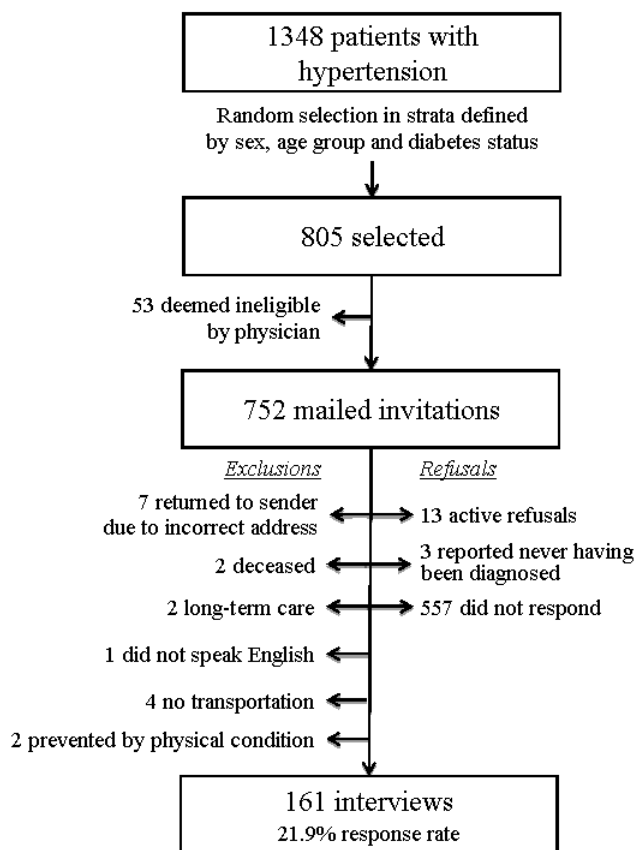 1348 patients with
hypertension
Random selection in strata defined
by sex, age group and diabetes status
805 selected
53 deemed ineligible
by physician
752 mailed invitations
Exclusions
Refusals
7 returned to sender
due to incorrect address
13 active refusals
2 deceased
3 reported never having
been diagnosed
2 long-term care
557 did not respond
1 did not speak English
4 no transportation
2 prevented by physical condition
161 interviews
21.9% response rate